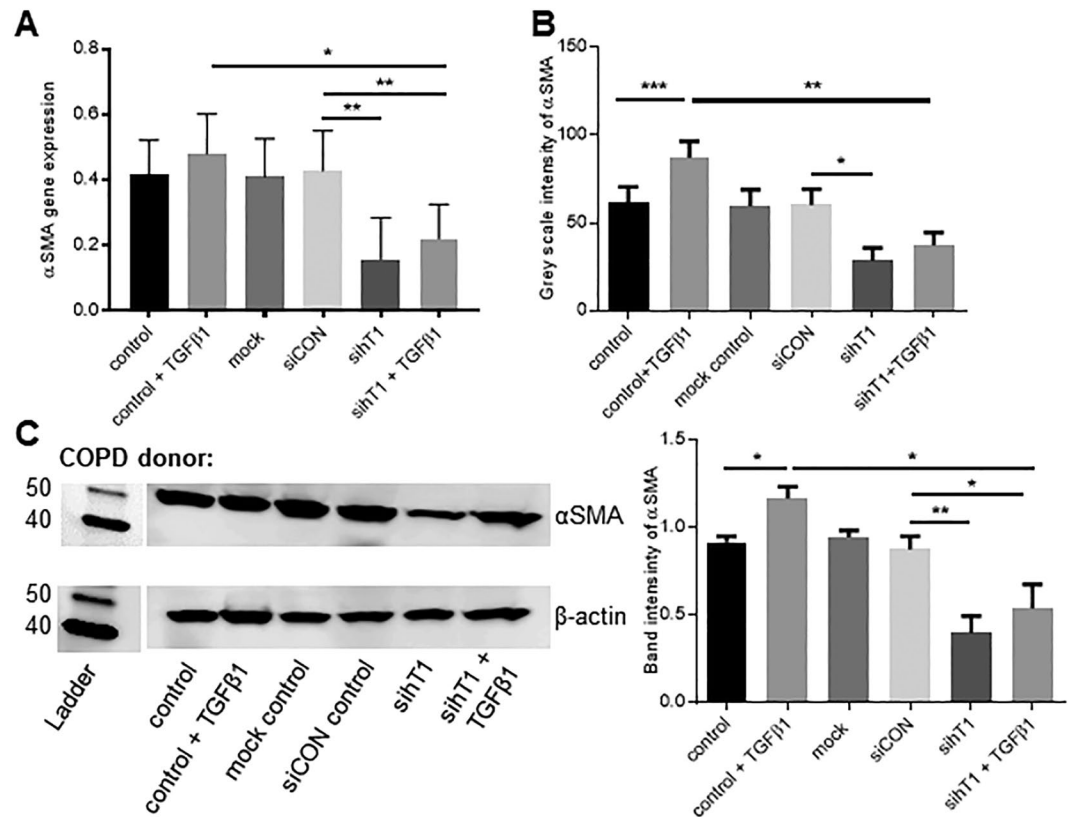 A
αSMA gene expression
0.8
0.6
0.4
0.2
0.0
*
**
**
control
control + TGFβ1
mock
siCON
sihT1
sihT1 + TGFβ1
B
Grey scale intensity of αSMA
150
100
50
0
***
**
*
control
control+TGFβ1
mock control
siCON
sihT1
sihT1+TGFβ1
C
COPD donor:
50
40
αSMA
50
40
β-actin
Ladder
control
control + TGFβ1
mock control
siCON control
sihT1
sihT1 +
TGFβ1
Band intensinty of αSMA
1.5
1.0
0.5
0.0
*
*
*
**
control
control + TGFβ1
mock
siCON
sihT1
sihT1 + TGFβ1